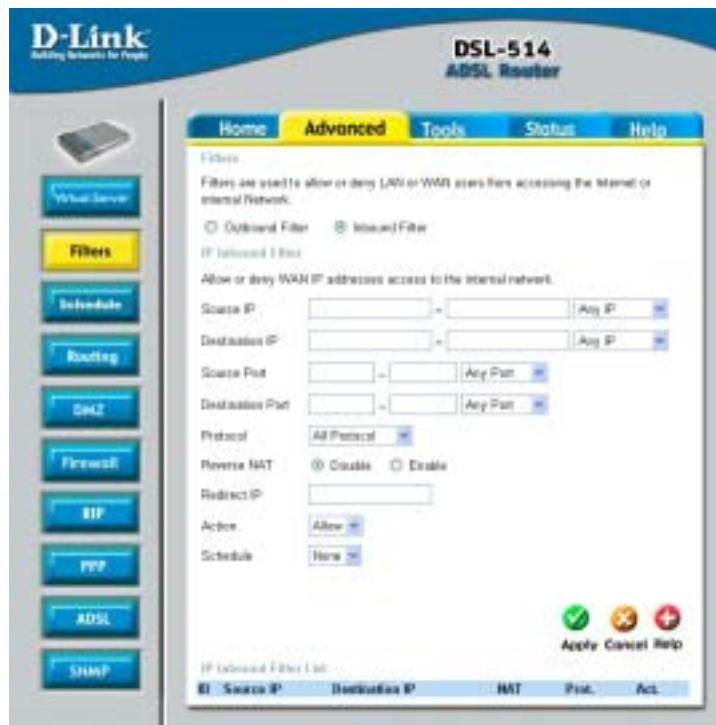 D-Link
Building Networks for People
DSL-514
ADSL Router
Home
Advanced
Tools
Status
Help
Virtual Server
Filters
Schedule
Routing
DMZ
Firewall
RIP
PPP
ADSL
SNMP
Filters
Filters are used to allow or deny LAN or WAN users from accessing the Internet or
internal Network.
Outbound Filter
Inbound Filter
IP Inbound Filter
Allow or deny WAN IP addresses access to the internal network.
Source IP
~
Any IP
Destination IP
~
Any IP
Source Port
~
Any Port
Destination Port
~
Any Port
Protocol
All Protocol
Reverse NAT
Disable
Enable
Redirect IP
Action
Allow
Schedule
None
Apply
Cancel
Help
IP Inbound Filter List
ID Source IP Destination IP NAT Prot. Act.